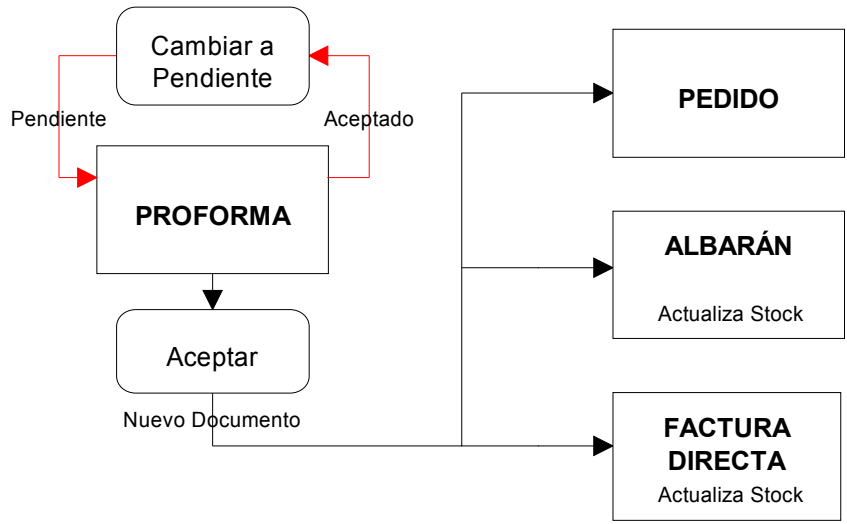 Cambiar a
Pendiente
Pendiente
Aceptado
PROFORMA
Aceptar
Nuevo Documento
PEDIDO
ALBARÁN
Actualiza Stock
FACTURA
DIRECTA
Actualiza Stock